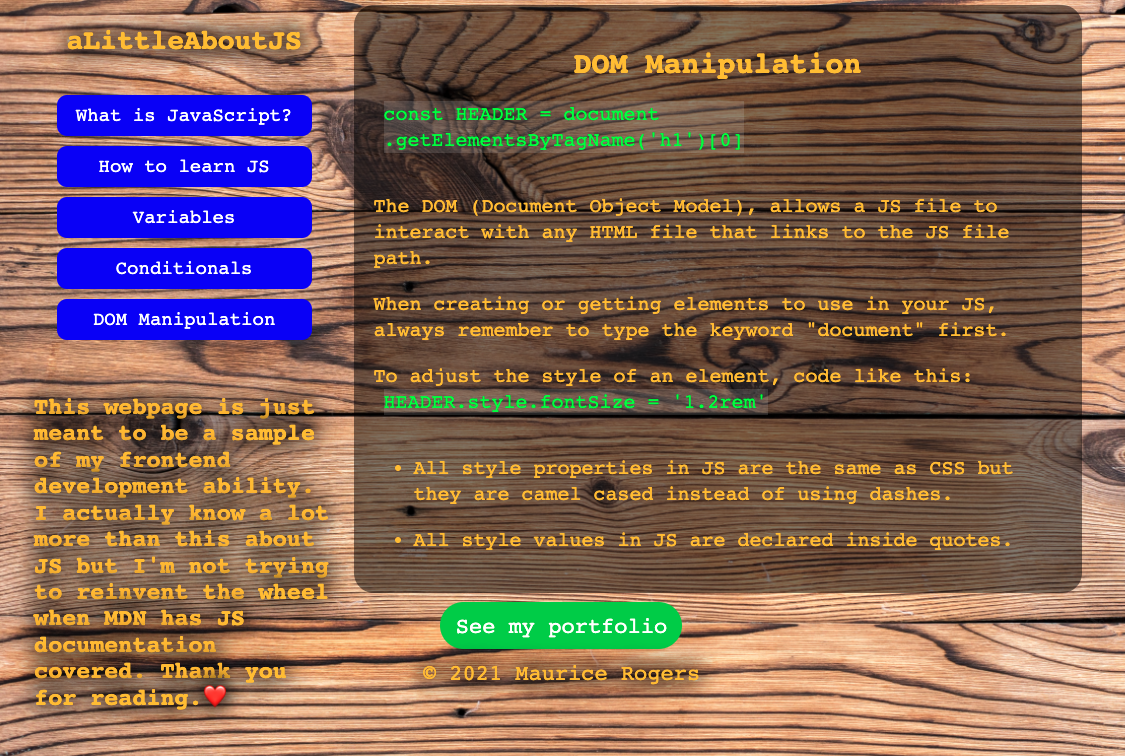 aLittleAboutJS
What is JavaScript?
How to learn JS
Variables
Conditionals
DOM Manipulation
This webpage is just
meant to be a sample
of my frontend
development ability.
I actually know a lot
more than this about
JS but I'm not trying
to reinvent the wheel
when MDN has JS
documentation
covered. Thank you
for reading.❤️
DOM Manipulation
const HEADER = document
.getElementsByTagName('h1')[0]
The DOM (Document Object Model), allows a JS file to
interact with any HTML file that links to the JS file
path.
When creating or getting elements to use in your JS,
always remember to type the keyword "document" first.
To adjust the style of an element, code like this:
HEADER.style.fontSize = '1.2rem'
• All style properties in JS are the same as CSS but
they are camel cased instead of using dashes.
• All style values in JS are declared inside quotes.
See my portfolio
© 2021 Maurice Rogers